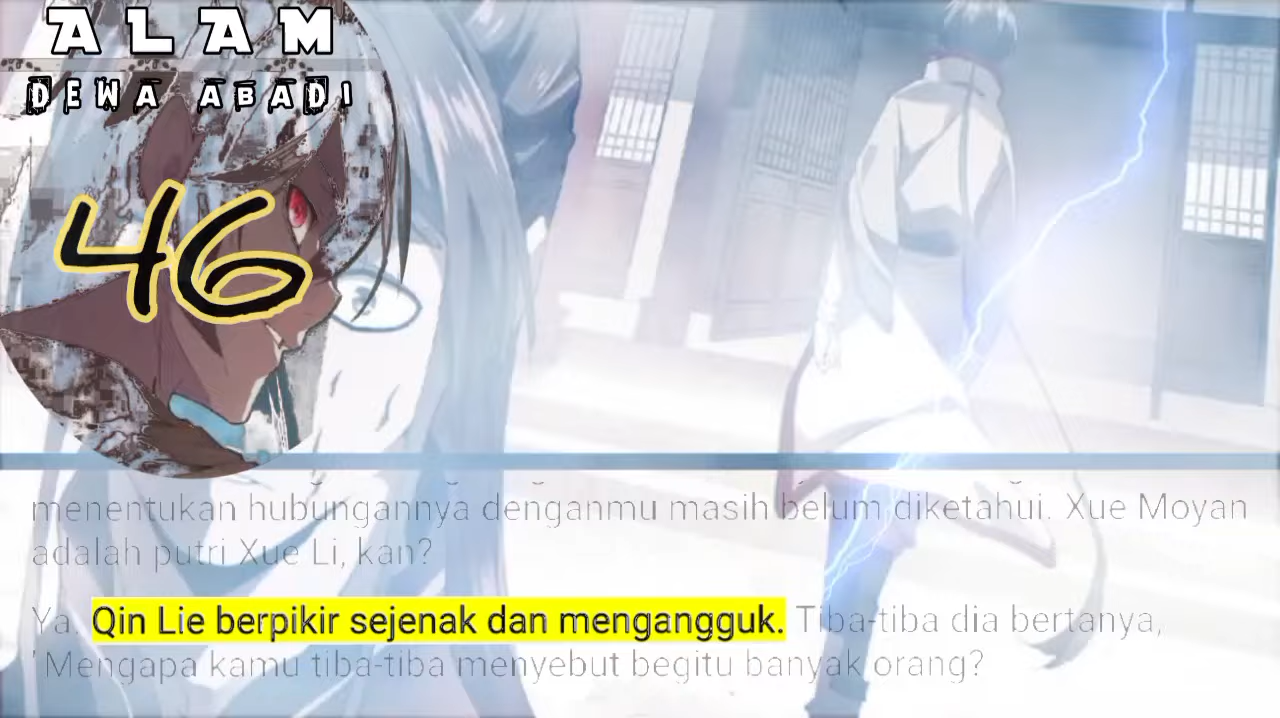 ALAM
DEWA ABADI
46
menentukan hubungannya denganmu masih belum diketahui. Xue Moyan
adalah putri Xue Li, kan?
Ya. Qin Lie berpikir sejenak dan mengangguk. Tiba-tiba dia bertanya,
'Mengapa kamu tiba-tiba menyebut begitu banyak orang?